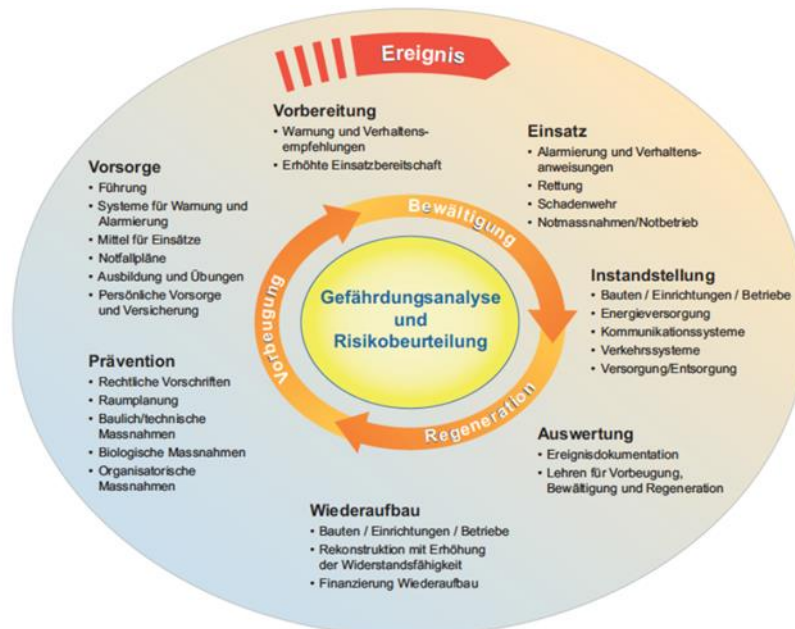 Ereignis
Vorbereitung
• Warnung und Verhaltens-
empfehlungen
• Erhöhte Einsatzbereitschaft
Einsatz
• Alarmierung und Verhaltens-
anweisungen
• Rettung
• Schadenwehr
• Notmassnahmen/Notbetrieb
Instandstellung
• Bauten / Einrichtungen / Betriebe
• Energieversorgung
• Kommunikationssysteme
• Verkehrssysteme
• Versorgung/Entsorgung
Auswertung
• Ereignisdokumentation
• Lehren für Vorbeugung,
Bewältigung und Regeneration
Wiederaufbau
• Bauten / Einrichtungen / Betriebe
• Rekonstruktion mit Erhöhung
der Widerstandsfähigkeit
• Finanzierung Wiederaufbau
Prävention
• Rechtliche Vorschriften
• Raumplanung
• Baulich/technische
Massnahmen
• Biologische Massnahmen
• Organisatorische
Massnahmen
Vorsorge
• Führung
• Systeme für Warnung und
Alarmierung
• Mittel für Einsätze
• Notfallpläne
• Ausbildung und Übungen
• Persönliche Vorsorge
und Versicherung
Bewältigung
Regeneration
Vorbeugung
Gefährdungsanalyse
und
Risikobeurteilung